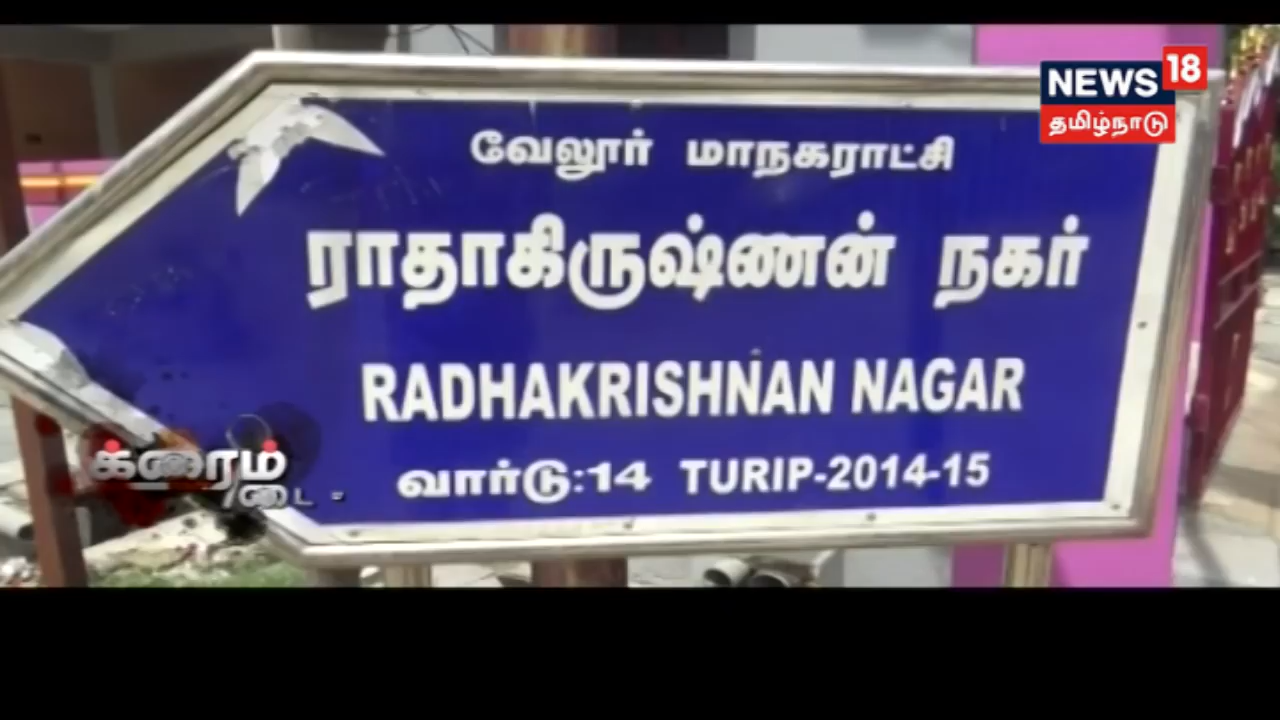 NEWS 18
தமிழ்நாடு
வேலூர் மாநகராட்சி
ராதாகிருஷ்ணன் நகர்
RADHAKRISHNAN NAGAR
வார்டு:14 TURIP-2014-15
க்ரைம்